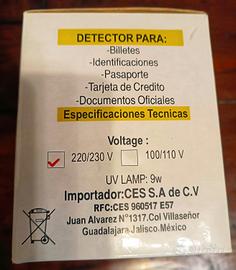 DETECTOR PARA:
-Billetes
-Identificaciones
-Pasaporte
-Tarjeta de Credito
-Documentos Oficiales
Especificaciones Tecnicas
Voltage :
220/230 V 100/110 V
UV LAMP: 9w
Importador:CES S.A de C.V
RFC:CES 960517 E57
Juan Alvarez N°1317.Col Villaseñor
Guadalajara Jalisco.México